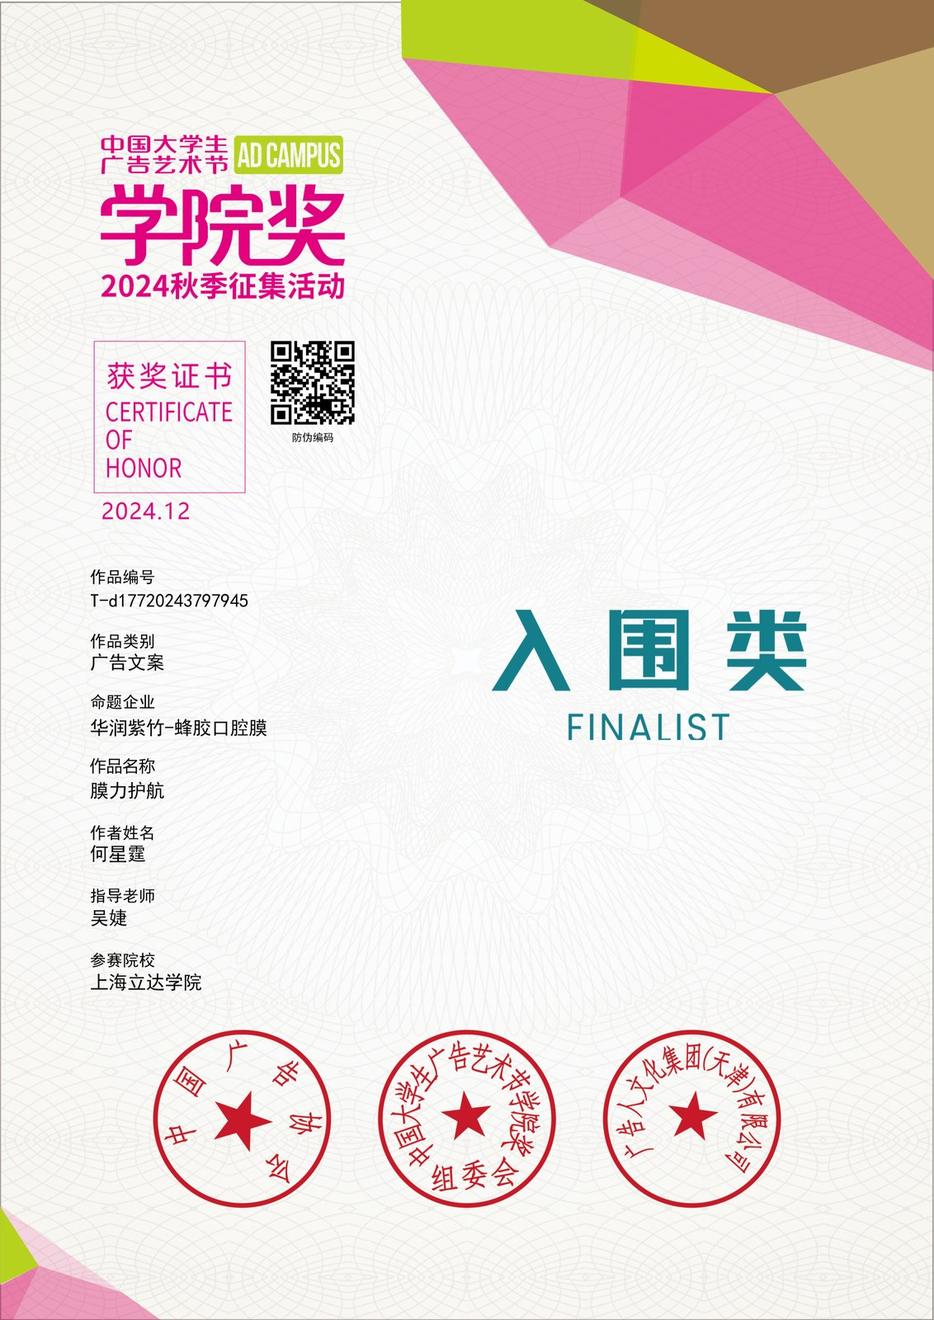 中国大学生
广告艺术节
AD CAMPUS
学院奖
2024秋季征集活动
获奖证书
CERTIFICATE
OF
HONOR
2024.12
防伪编码
作品编号
T-d17720243797945
作品类别
广告文案
命题企业
华润紫竹-蜂胶口腔膜
作品名称
膜力护航
作者姓名
何星霆
指导老师
吴婕
参赛院校
上海立达学院
入围类
FINALIST
中国广告协会
中国大学生广告艺术节学院奖
组委会
广告人文化集团(天津)有限公司